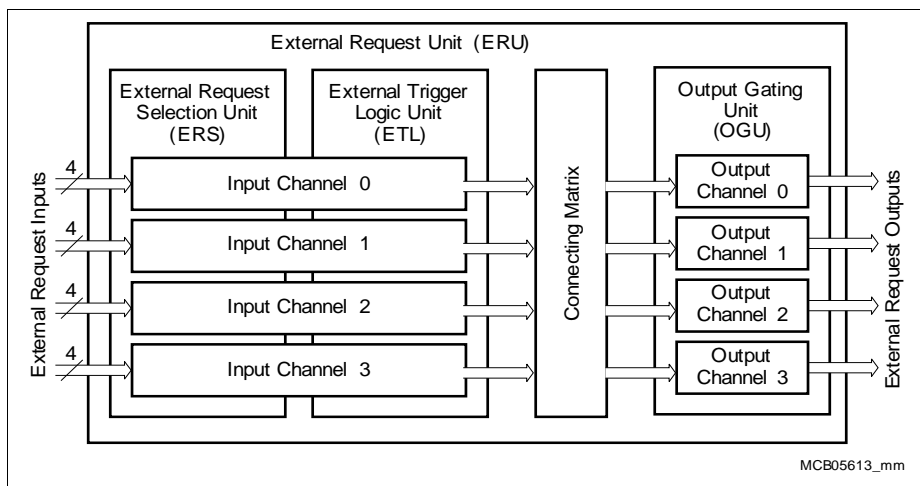 External Request Unit (ERU)
External Request
Selection Unit
(ERS)
External Trigger
Logic Unit
(ETL)
Output Gating
Unit
(OGU)
External Request Inputs
4
4
4
4
Input Channel 0
Input Channel 1
Input Channel 2
Input Channel 3
Connecting Matrix
Output
Channel 0
Output
Channel 1
Output
Channel 2
Output
Channel 3
External Request Outputs
MCB05613_mm